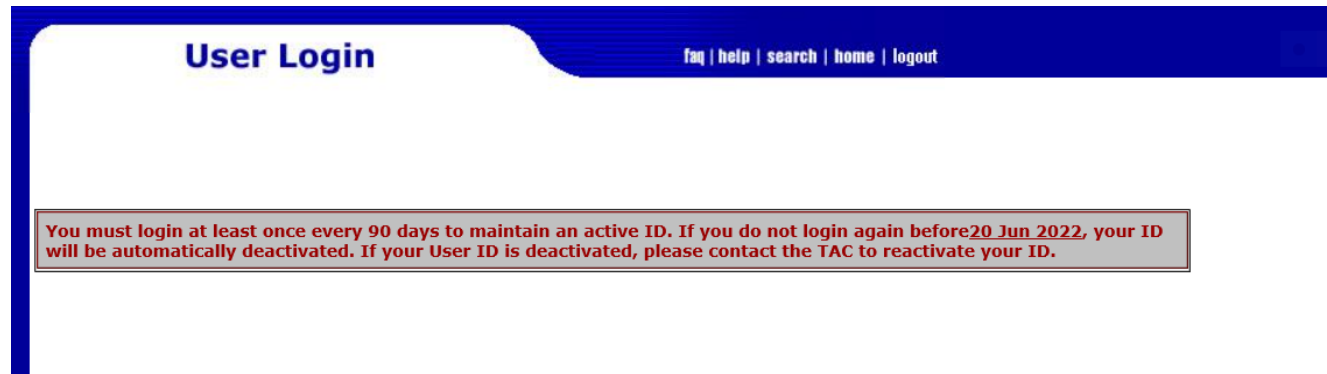 User Login
faq | help | search | home | logout
You must login at least once every 90 days to maintain an active ID. If you do not login again before20 Jun 2022, your ID
will be automatically deactivated. If your User ID is deactivated, please contact the TAC to reactivate your ID.